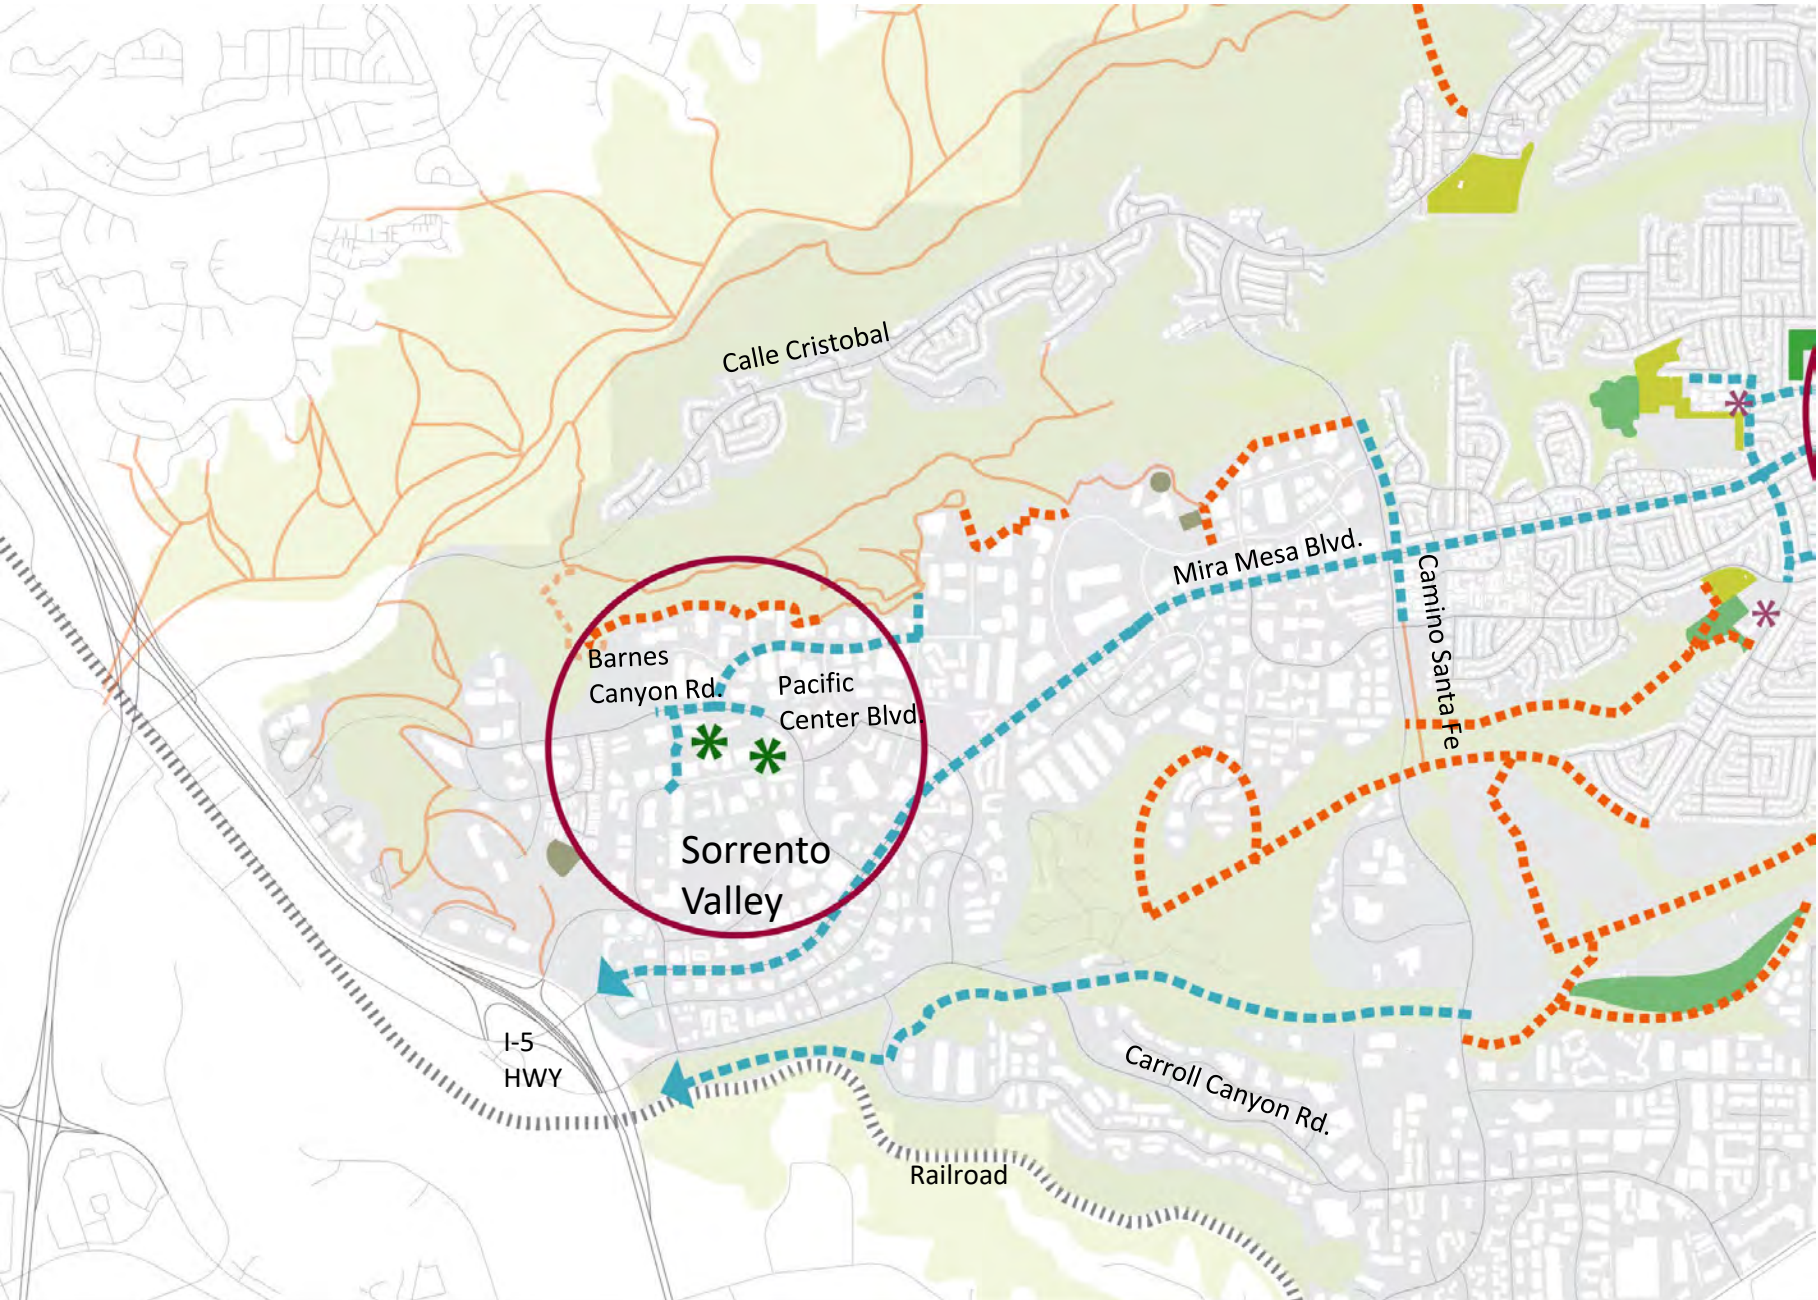 Calle Cristobal
Mira Mesa Blvd.
Camino Santa Fe
Barnes
Canyon Rd.
Pacific
Center Blvd.
Sorrento
Valley
I-5
HWY
Carroll Canyon Rd.
Railroad